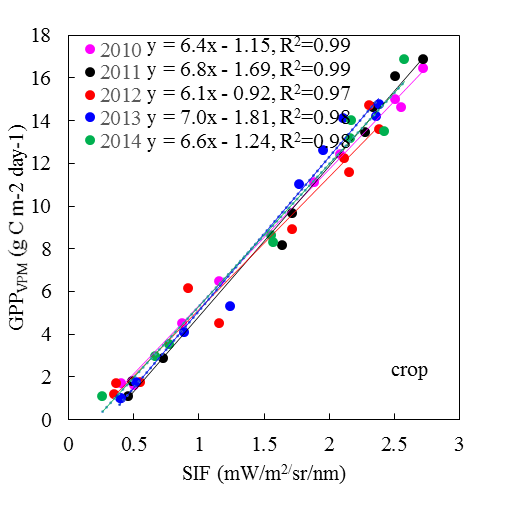 18
16
14
12
10
8
6
4
2
0
GPPVPM (g C m-2 day-1)
2010 y = 6.4x - 1.15, R²=0.99
2011 y = 6.8x - 1.69, R²=0.99
2012 y = 6.1x - 0.92, R²=0.97
2013 y = 7.0x - 1.81, R²=0.98
2014 y = 6.6x - 1.24, R²=0.98
crop
0 0.5 1 1.5 2 2.5 3
SIF (mW/m²/sr/nm)